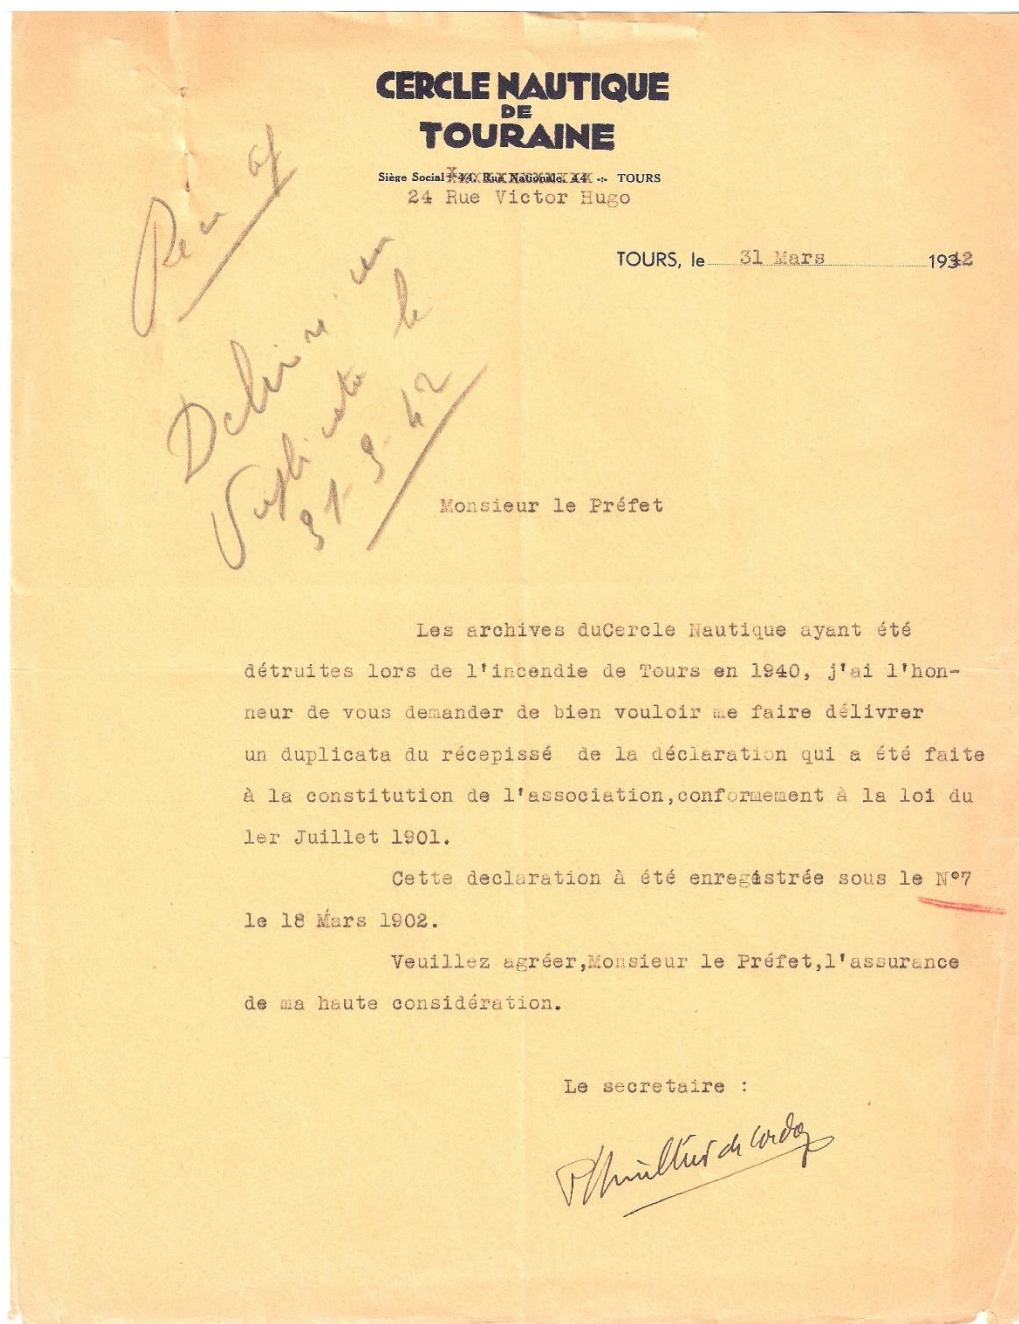 CERCLE NAUTIQUE
DE
TOURAINE
Siège Social : 44, Rue Nationale, 44 -:- TOURS
24 Rue Victor Hugo
TOURS, le 31 Mars 1942
Délivré un
duplicata le
31-3-42
Monsieur le Préfet
Les archives duCercle Nautique ayant été
détruites lors de l'incendie de Tours en 1940, j'ai l'hon-
neur de vous demander de bien vouloir me faire délivrer
un duplicata du récepissé de la déclaration qui a été faite
à la constitution de l'association,conformement à la loi du
1er Juillet 1901.
Cette declaration à été enregistrée sous le N°7
le 18 Mars 1902.
Veuillez agréer,Monsieur le Préfet,l'assurance
de ma haute considération.
Le secretaire :